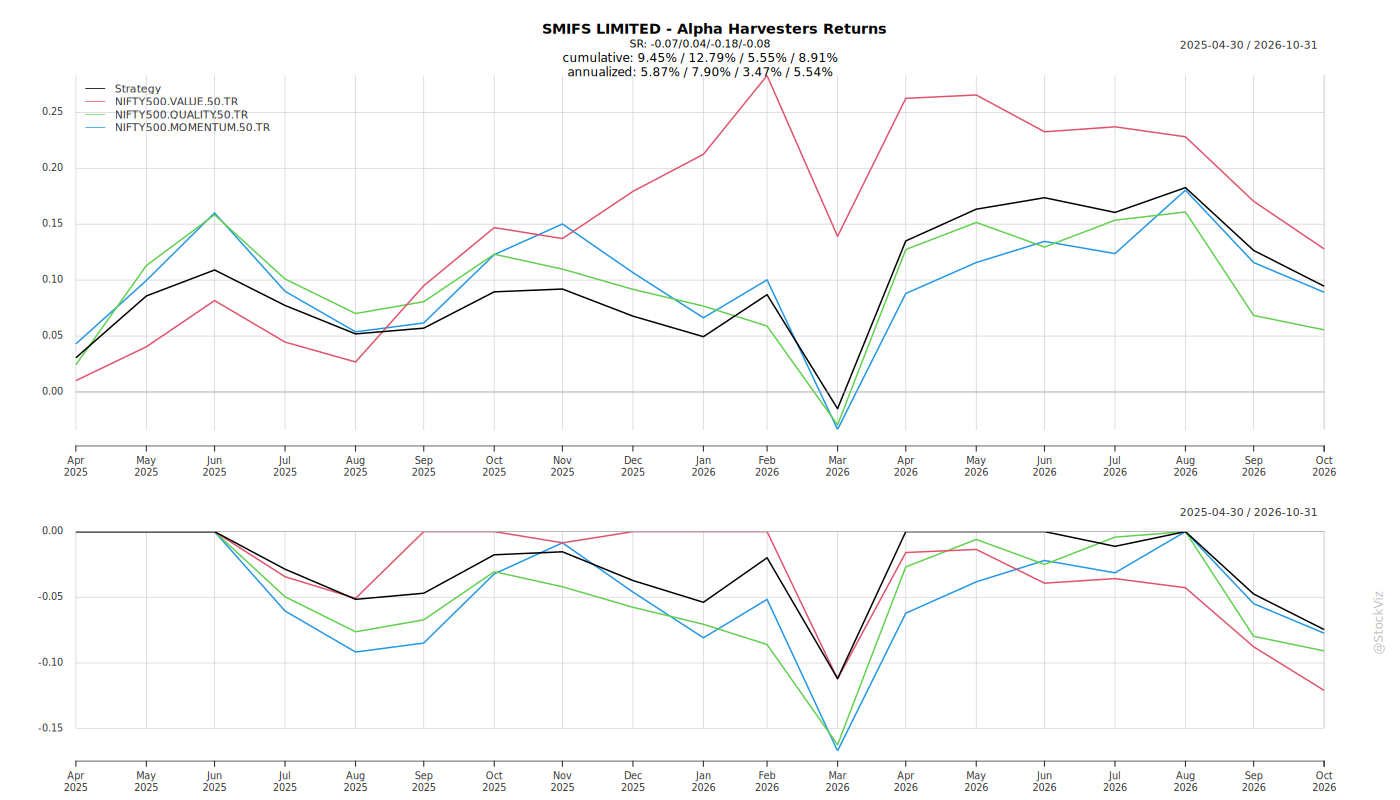 SMIFS LIMITED - Alpha Harvesters Returns
SR: -0.07/0.04/-0.18/-0.08
cumulative: 9.45% / 12.79% / 5.55% / 8.91%
annualized: 5.87% / 7.90% / 3.47% / 5.54%
2025-04-30 / 2026-10-31
Strategy
NIFTY500.VALUE.50.TR
NIFTY500.QUALITY50.TR
NIFTY500.MOMENTUM.50.TR
0.25
0.20
0.15
0.10
0.05
0.00
Apr May Jun Jul Aug Sep Oct Nov Dec Jan Feb Mar Apr May Jun Jul Aug Sep Oct
2025 2025 2025 2025 2025 2025 2025 2025 2025 2026 2026 2026 2026 2026 2026 2026 2026 2026 2026
2025-04-30 / 2026-10-31
0.00
-0.05
-0.10
-0.15
Apr May Jun Jul Aug Sep Oct Nov Dec Jan Feb Mar Apr May Jun Jul Aug Sep Oct
2025 2025 2025 2025 2025 2025 2025 2025 2025 2026 2026 2026 2026 2026 2026 2026 2026 2026 2026
@StockViz